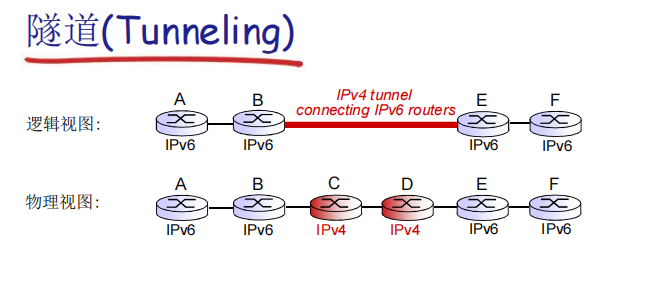 隧道(Tunneling)
IPv4 tunnel
connecting IPv6 routers
A B E F
逻辑视图:
IPv6 IPv6 IPv6 IPv6
A B C D E F
物理视图:
IPv6 IPv6 IPv4 IPv4 IPv6 IPv6